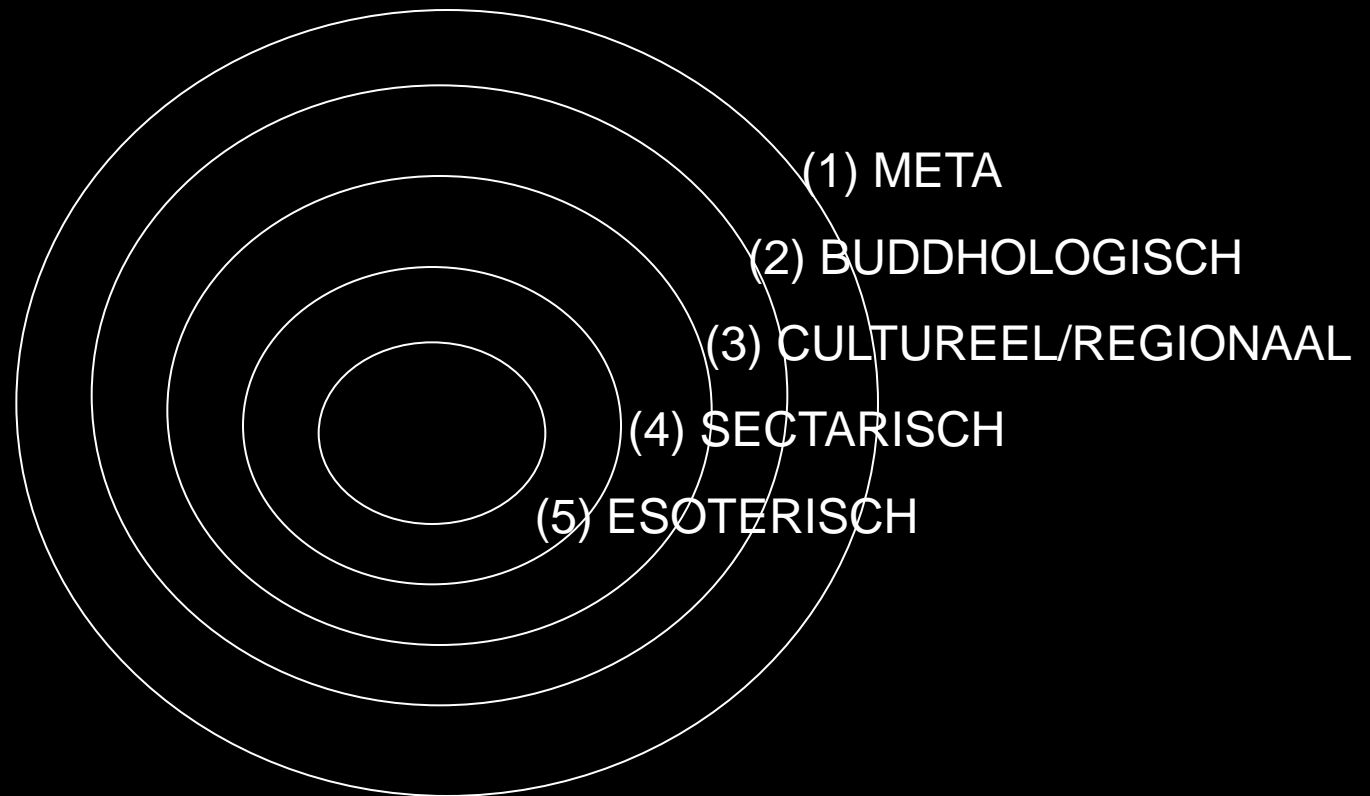 (1) META
(2) BUDDHOLOGISCH
(3) CULTUREEL/REGIONAAL
(4) SECTARISCH
(5) ESOTERISCH